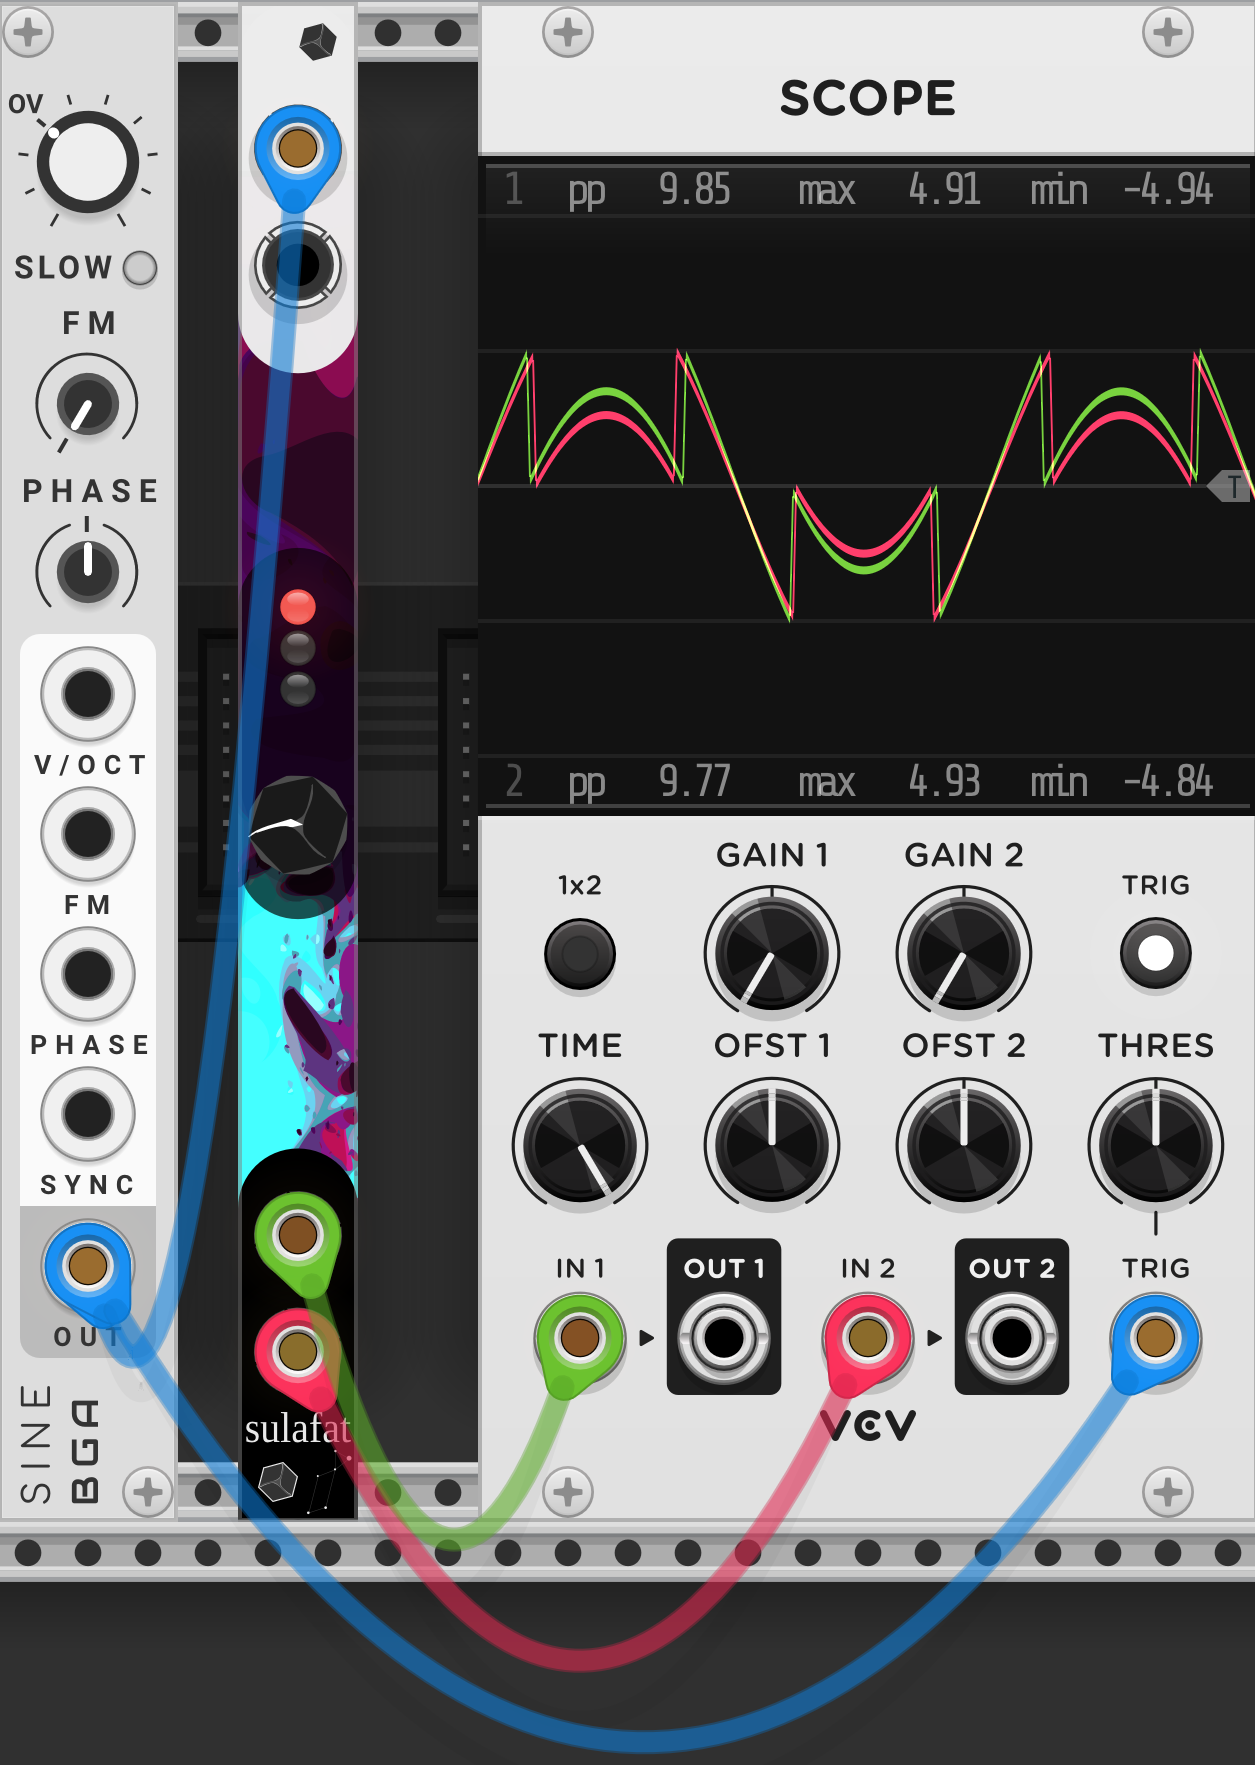 0V
SLOW
FM
PHASE
V/OCT
FM
PHASE
SYNC
OUT
SINE
BGA
sulafat
SCOPE
1 pp 9.85 max 4.91 min -4.94
T
2 pp 9.77 max 4.93 min -4.84
1x2
GAIN 1
GAIN 2
TRIG
TIME
OFST 1
OFST 2
THRES
IN 1
OUT 1
IN 2
OUT 2
TRIG
VCV